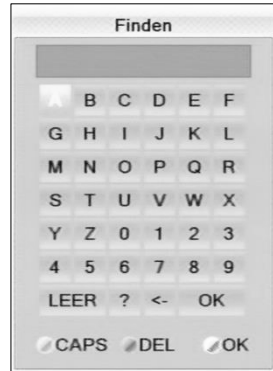 Finden
A B C D E F
G H I J K L
M N O P Q R
S T U V W X
Y Z 0 1 2 3
4 5 6 7 8 9
LEER ? <- OK
CAPS DEL OK